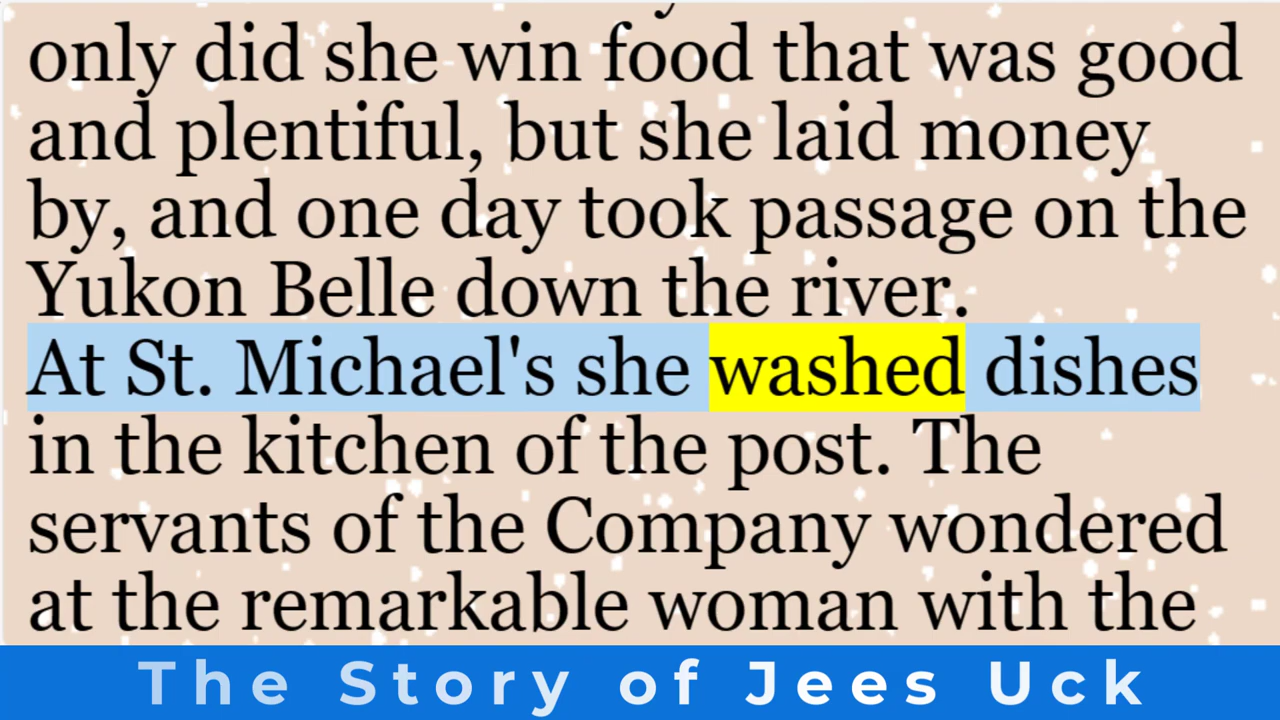 only did she win food that was good
and plentiful, but she laid money
by, and one day took passage on the
Yukon Belle down the river.
At St. Michael's she washed dishes
in the kitchen of the post. The
servants of the Company wondered
at the remarkable woman with the
The Story of Jees Uck